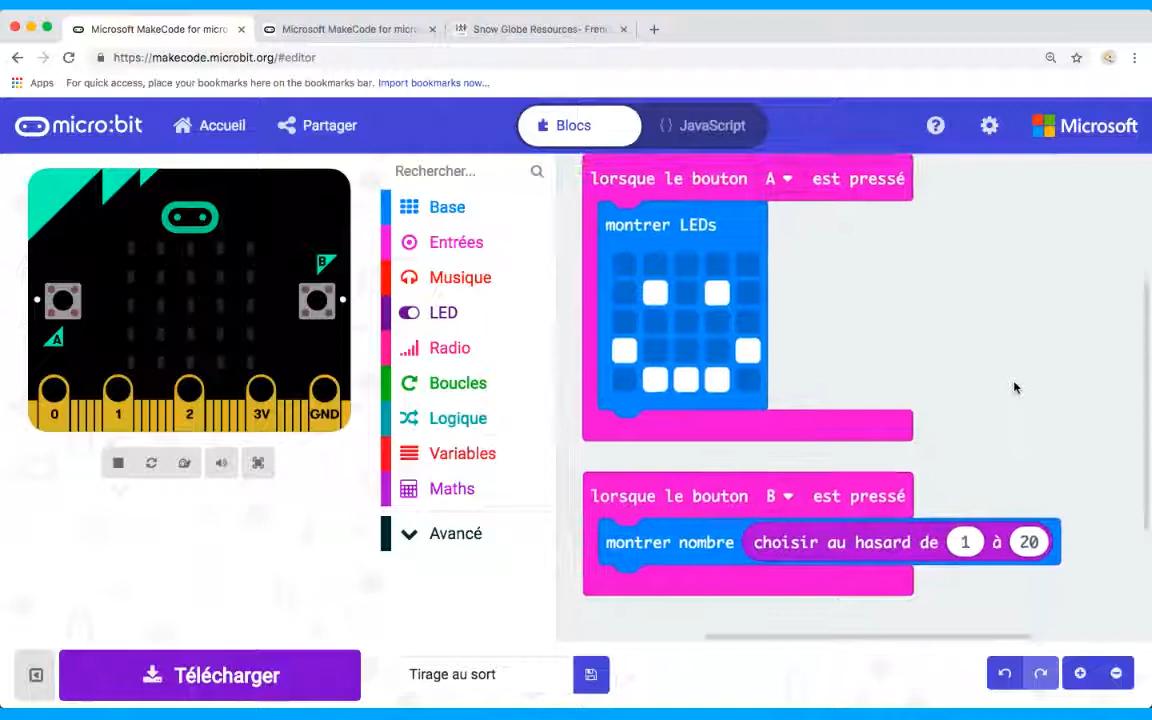 Microsoft MakeCode for micro
Microsoft MakeCode for micro
Snow Globe Resources- Fren
https://makecode.microbit.org/#editor
Apps For quick access, place your bookmarks here on the bookmarks bar. Import bookmarks now...
micro:bit Accueil Partager Blocs {} JavaScript ? Microsoft
Rechercher...
Base
Entrées
Musique
LED
Radio
Boucles
Logique
Variables
Maths
Avancé
B
A
0 1 2 3V GND
lorsque le bouton A est pressé
montrer LEDs
lorsque le bouton B est pressé
montrer nombre choisir au hasard de 1 à 20
Télécharger
Tirage au sort